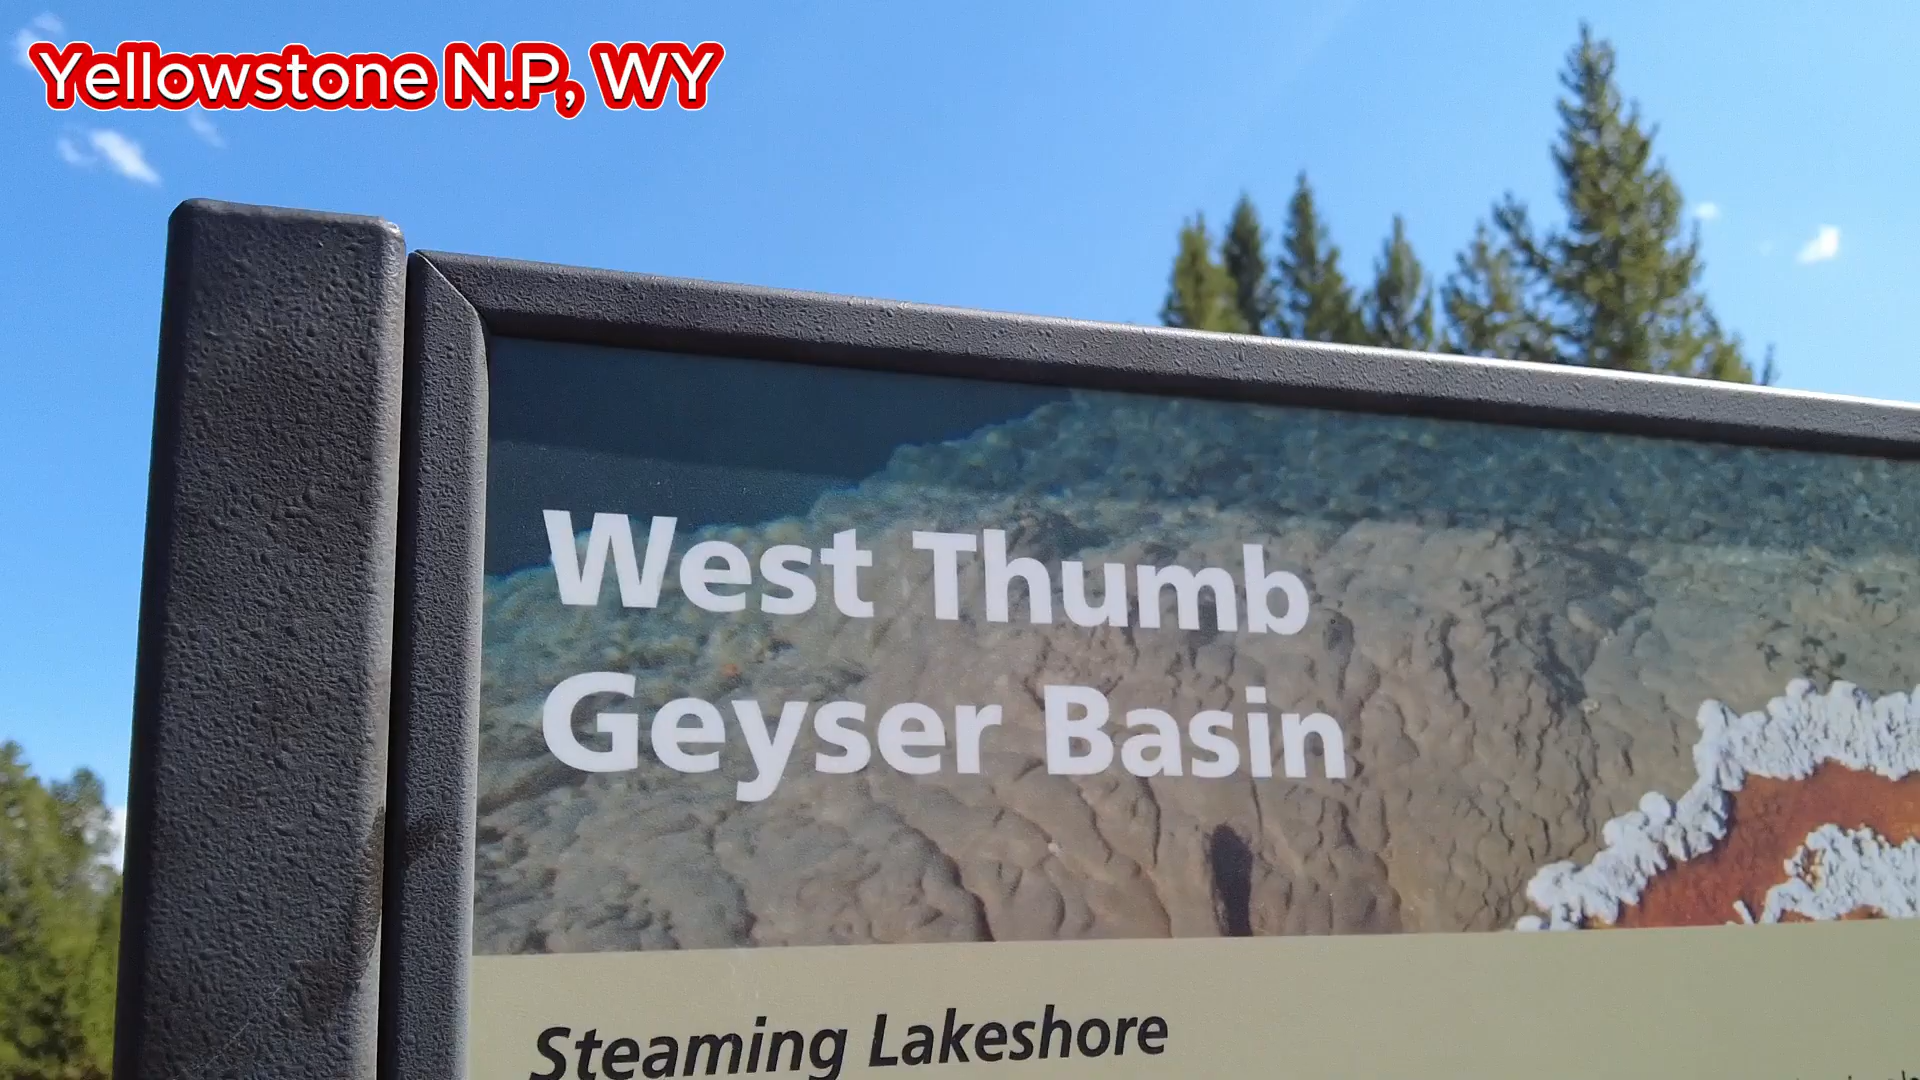 Yellowstone N.P, WY
West Thumb
Geyser Basin
Steaming Lakeshore